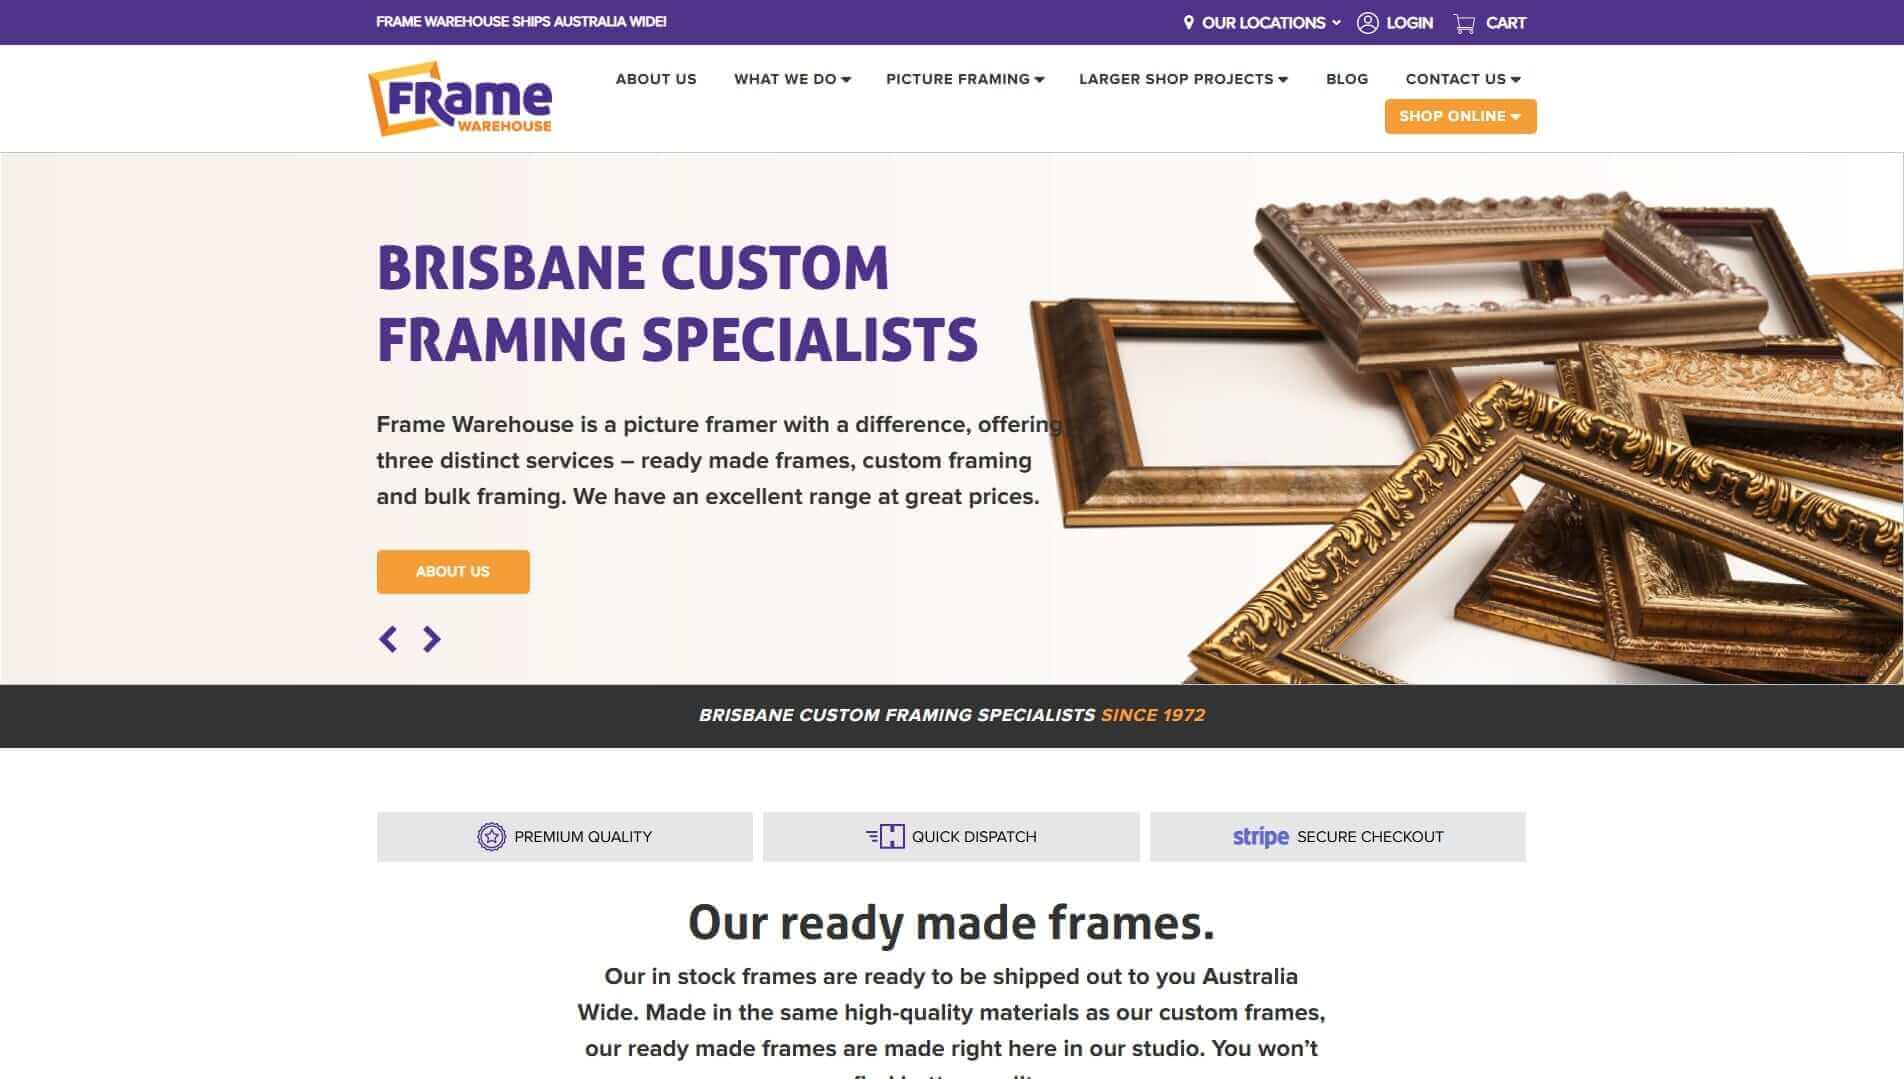 FRAME WAREHOUSE SHIPS AUSTRALIA WIDE!
OUR LOCATIONS
LOGIN
CART
FRame
WAREHOUSE
ABOUT US
WHAT WE DO
PICTURE FRAMING
LARGER SHOP PROJECTS
BLOG
CONTACT US
SHOP ONLINE
BRISBANE CUSTOM
FRAMING SPECIALISTS
Frame Warehouse is a picture framer with a difference, offering
three distinct services – ready made frames, custom framing
and bulk framing. We have an excellent range at great prices.
ABOUT US
BRISBANE CUSTOM FRAMING SPECIALISTS SINCE 1972
PREMIUM QUALITY
QUICK DISPATCH
stripe SECURE CHECKOUT
Our ready made frames.
Our in stock frames are ready to be shipped out to you Australia
Wide. Made in the same high-quality materials as our custom frames,
our ready made frames are made right here in our studio. You won’t